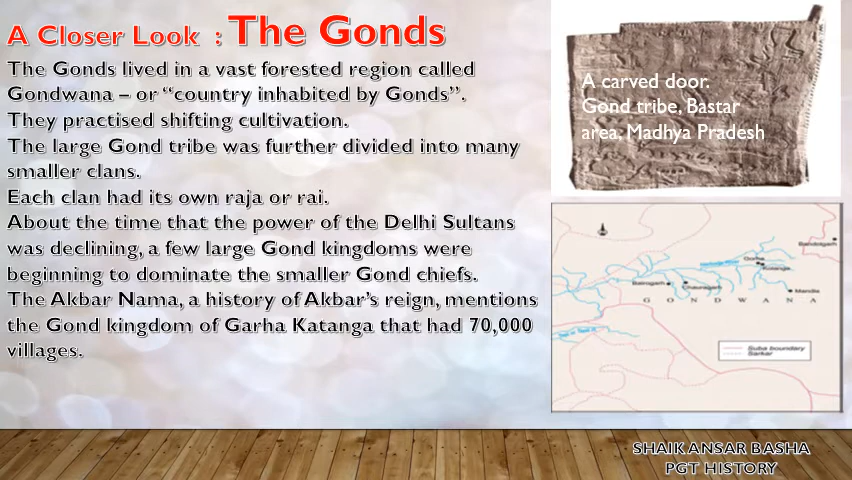 A Closer Look : The Gonds
The Gonds lived in a vast forested region called
Gondwana – or “country inhabited by Gonds”.
They practised shifting cultivation.
The large Gond tribe was further divided into many
smaller clans.
Each clan had its own raja or rai.
About the time that the power of the Delhi Sultans
was declining, a few large Gond kingdoms were
beginning to dominate the smaller Gond chiefs.
The Akbar Nama, a history of Akbar’s reign, mentions
the Gond kingdom of Garha Katanga that had 70,000
villages.
A carved door.
Gond tribe, Bastar
area, Madhya Pradesh
Garha
Katanga
Mandla
G O N D W A N A
Suba boundary
Sarkar
SHAIK ANSAR BASHA
PGT HISTORY